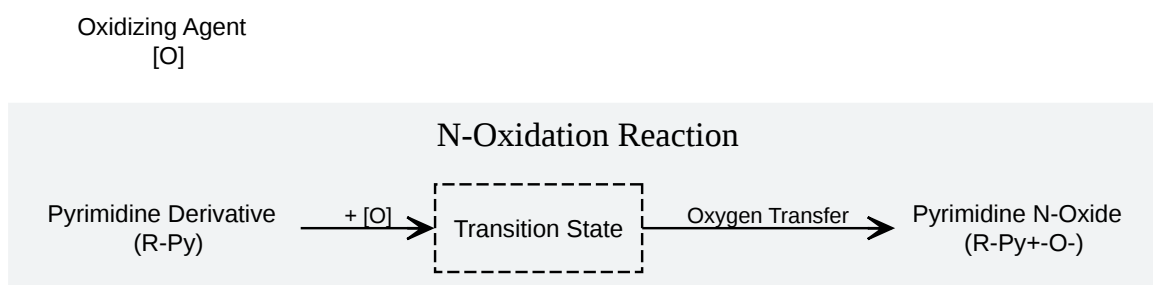 Oxidizing Agent
[O]
N-Oxidation Reaction
Pyrimidine Derivative
(R-Py)
+ [O]
Transition State
Oxygen Transfer
Pyrimidine N-Oxide
(R-Py+-O-)